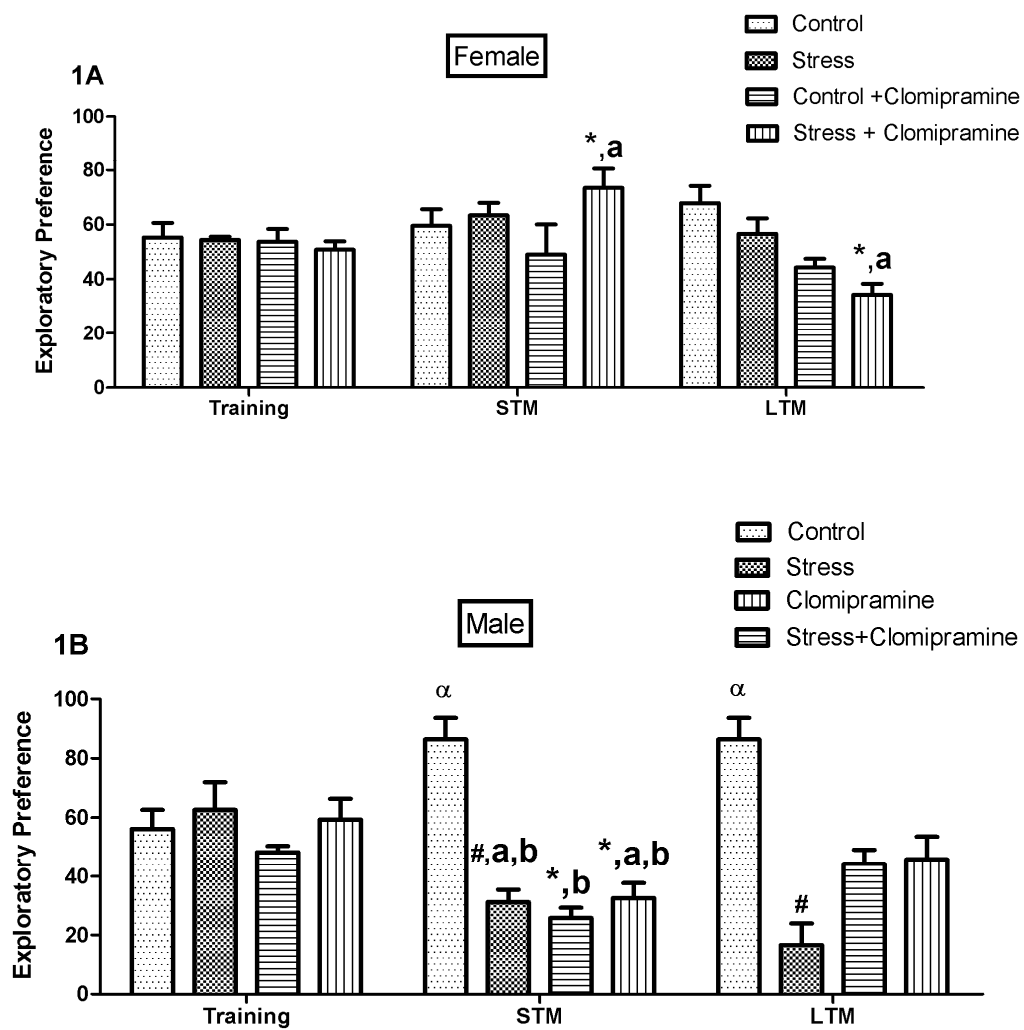 Control
Female
Stress
1A
Control +Clomipramine
Stress + Clomipramine
Exploratory Preference
100
80
60
40
20
0
*,a
*,a
Training
STM
LTM
Control
Stress
Male
Clomipramine
1B
Stress+Clomipramine
Exploratory Preference
100
80
60
40
20
0
α
α
#,a,b
*,b
*,a,b
#
Training
STM
LTM